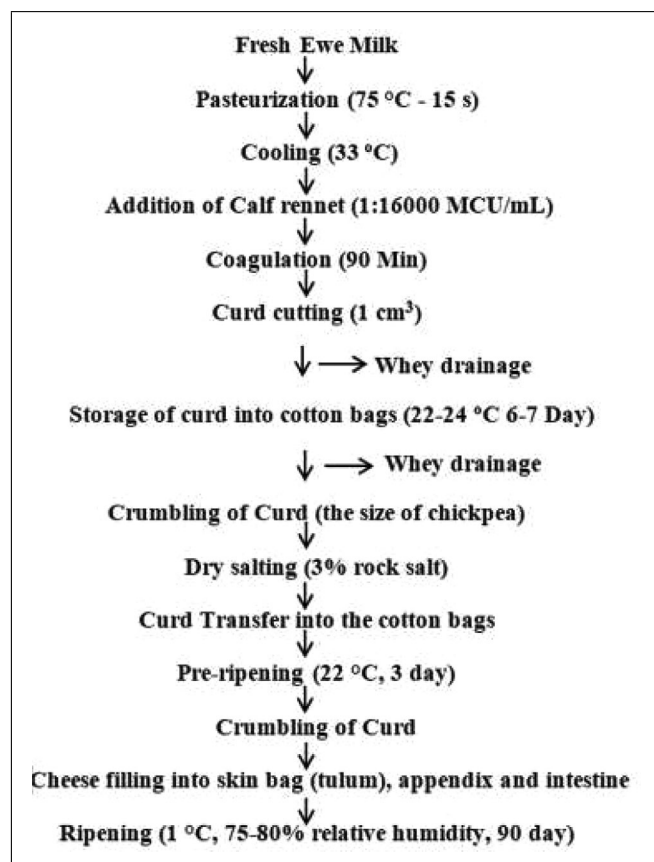 Fresh Ewe Milk
Pasteurization (75 °C - 15 s)
Cooling (33 °C)
Addition of Calf rennet (1:16000 MCU/mL)
Coagulation (90 Min)
Curd cutting (1 cm³)
Whey drainage
Storage of curd into cotton bags (22-24 °C 6-7 Day)
Whey drainage
Crumbling of Curd (the size of chickpea)
Dry salting (3% rock salt)
Curd Transfer into the cotton bags
Pre-ripening (22 °C, 3 day)
Crumbling of Curd
Cheese filling into skin bag (tulum), appendix and intestine
Ripening (1 °C, 75-80% relative humidity, 90 day)